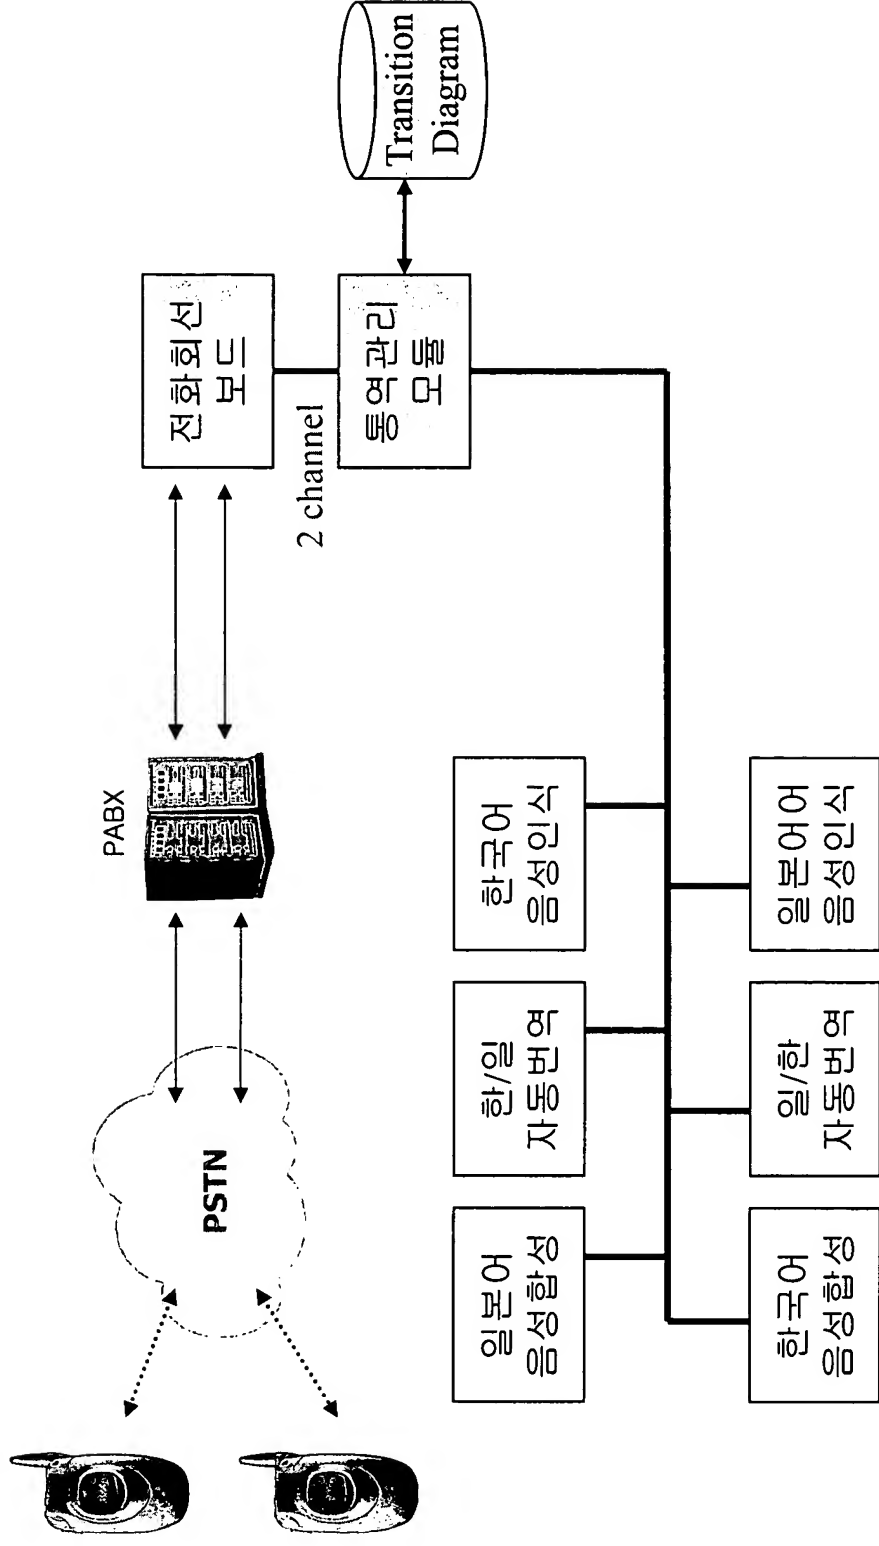 PSTN
PABX
전화회선
보드
2 channel
통역관리
모듈
Transition
Diagram
일본어
음성합성
한/일
자동번역
한국어
음성인식
한국어
음성합성
일/한
자동번역
일본어어
음성인식